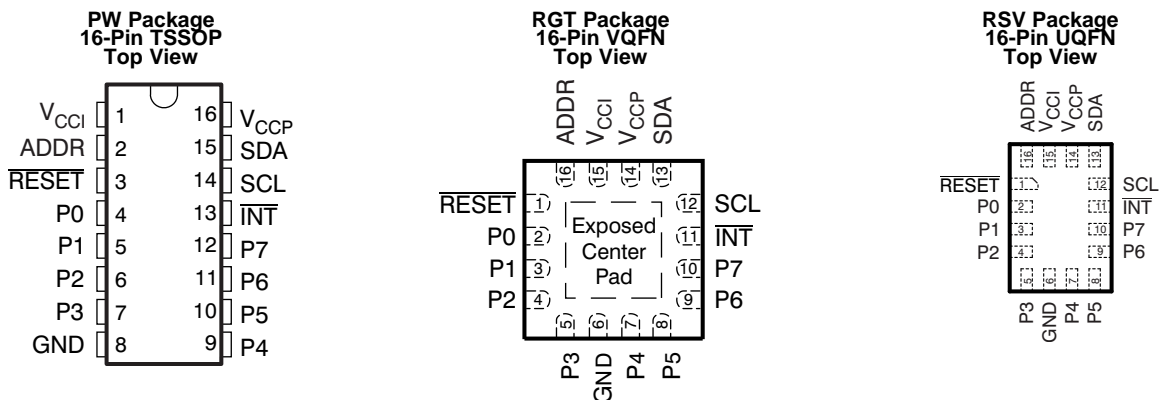 PW Package
16-Pin TSSOP
Top View
VCCI 1 16 VCCP
ADDR 2 15 SDA
RESET 3 14 SCL
P0 4 13 INT
P1 5 12 P7
P2 6 11 P6
P3 7 10 P5
GND 8 9 P4
RGT Package
16-Pin VQFN
Top View
ADDR VCCI VCCP SDA
16 15 14 13
RESET 1 12 SCL
P0 2 11 INT
P1 3 10 P7
P2 4 9 P6
Exposed
Center
Pad
5 6 7 8
P3 GND P4 P5
RSV Package
16-Pin UQFN
Top View
ADDR VCCI VCCP SDA
16 15 14 13
RESET 1 12 SCL
P0 2 11 INT
P1 3 10 P7
P2 4 9 P6
5 6 7 8
P3 GND P4 P5